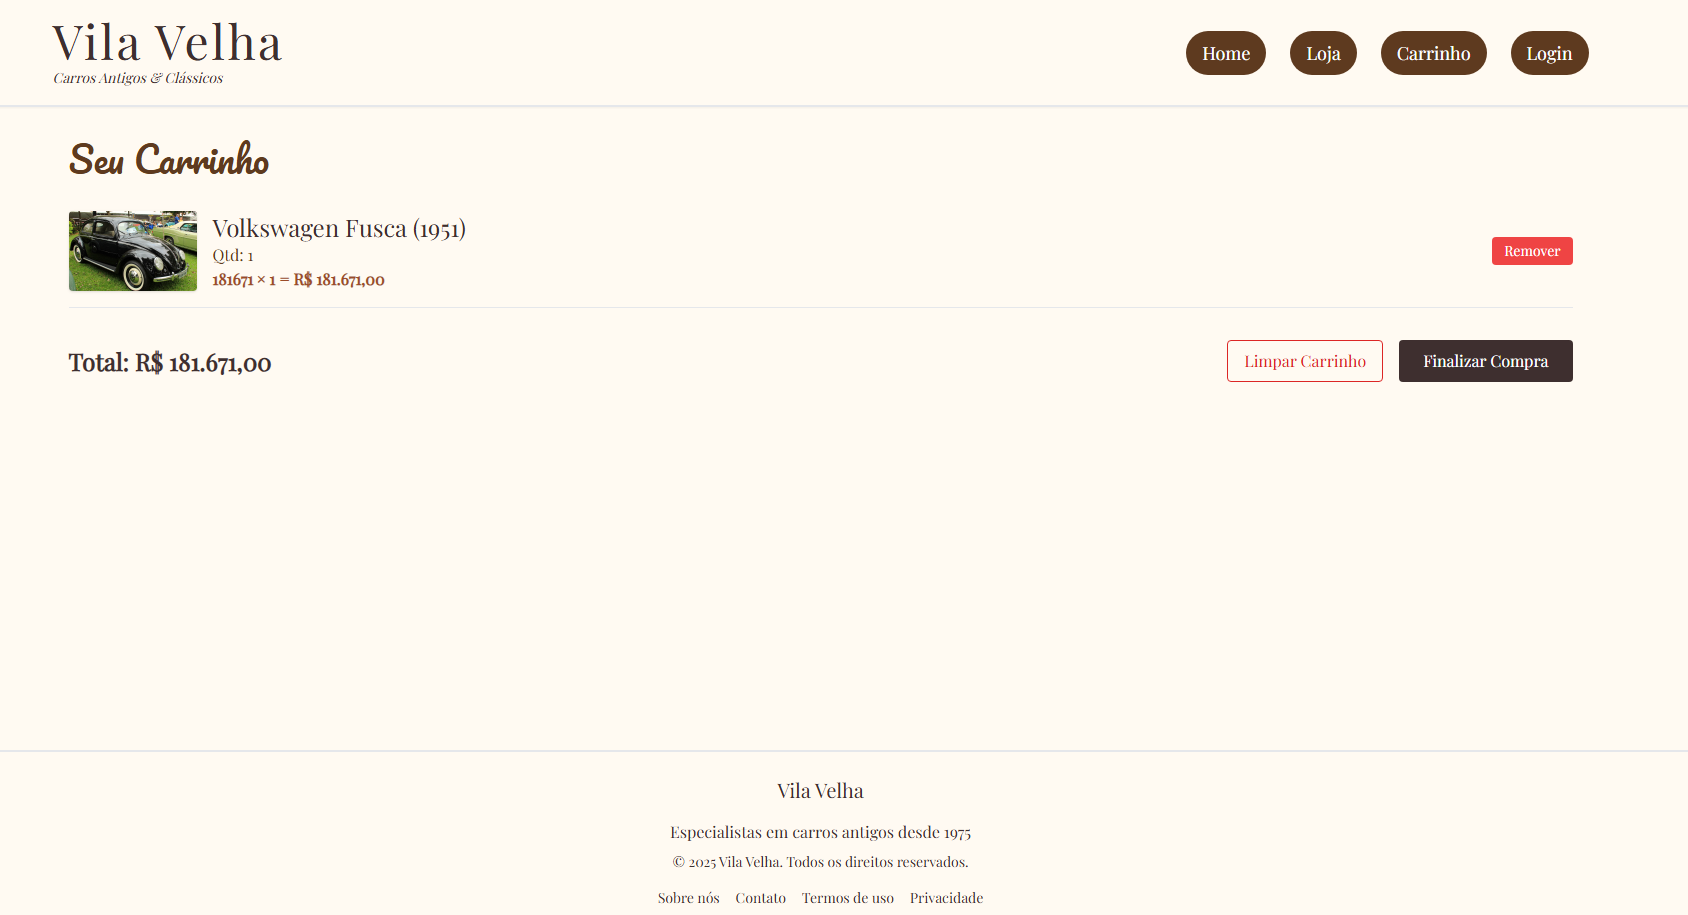 Vila Velha
Carros Antigos & Clássicos
Home Loja Carrinho Login
Seu Carrinho
Volkswagen Fusca (1951)
Qtd: 1
181671 × 1 = R$ 181.671,00
Remover
Total: R$ 181.671,00
Limpar Carrinho Finalizar Compra
Vila Velha
Especialistas em carros antigos desde 1975
© 2025 Vila Velha. Todos os direitos reservados.
Sobre nós Contato Termos de uso Privacidade